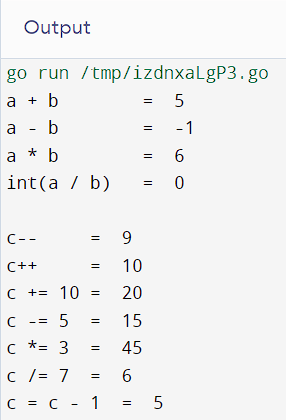 Output
go run /tmp/izdnxaLgP3.go
a + b = 5
a - b = -1
a * b = 6
int(a / b) = 0
c-- = 9
c++ = 10
c += 10 = 20
c -= 5 = 15
c *= 3 = 45
c /= 7 = 6
c = c - 1 = 5